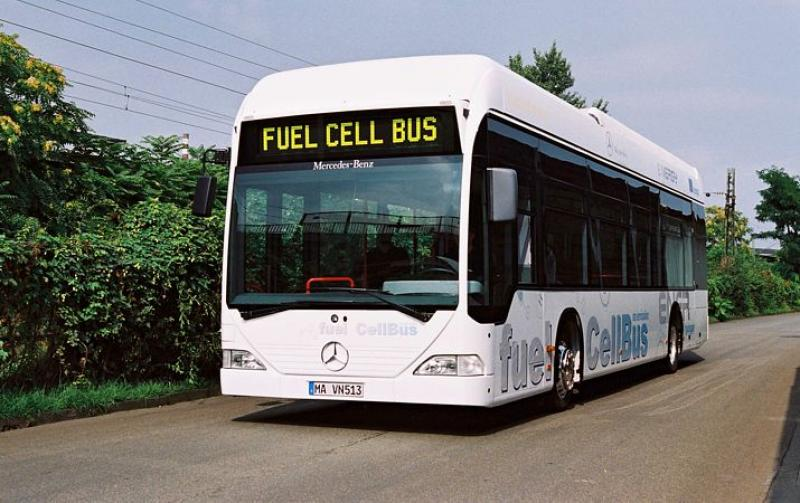 FUEL CELL BUS
Mercedes-Benz
fuel CellBus
MA VN513
fuel CellBus